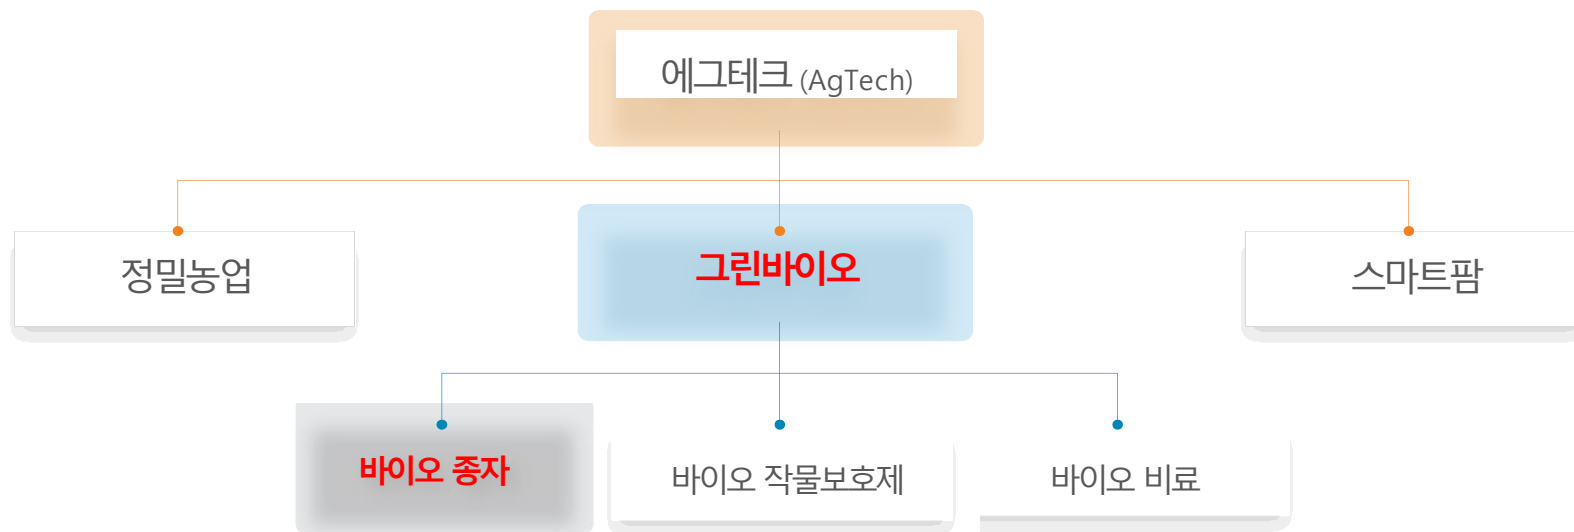 에그테크 (AgTech)
정밀농업
그린바이오
스마트팜
바이오 종자
바이오 작물보호제
바이오 비료